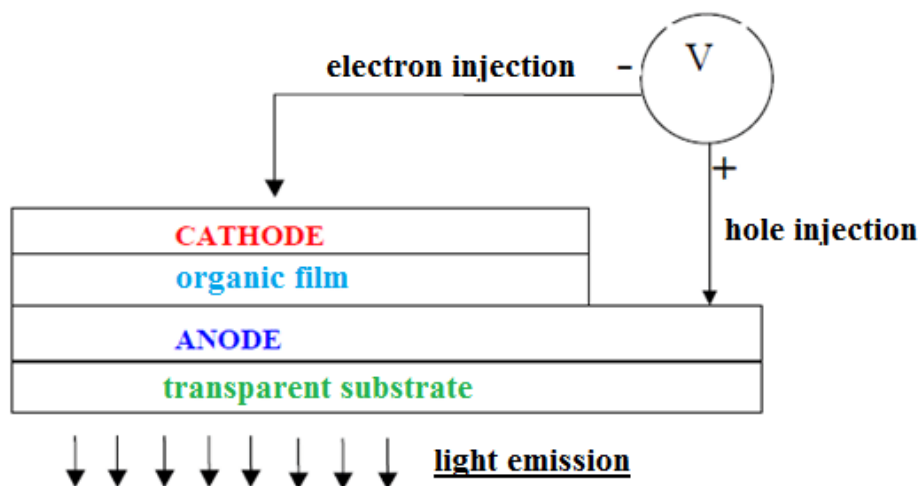 V
electron injection -
+
hole injection
CATHODE
organic film
ANODE
transparent substrate
light emission